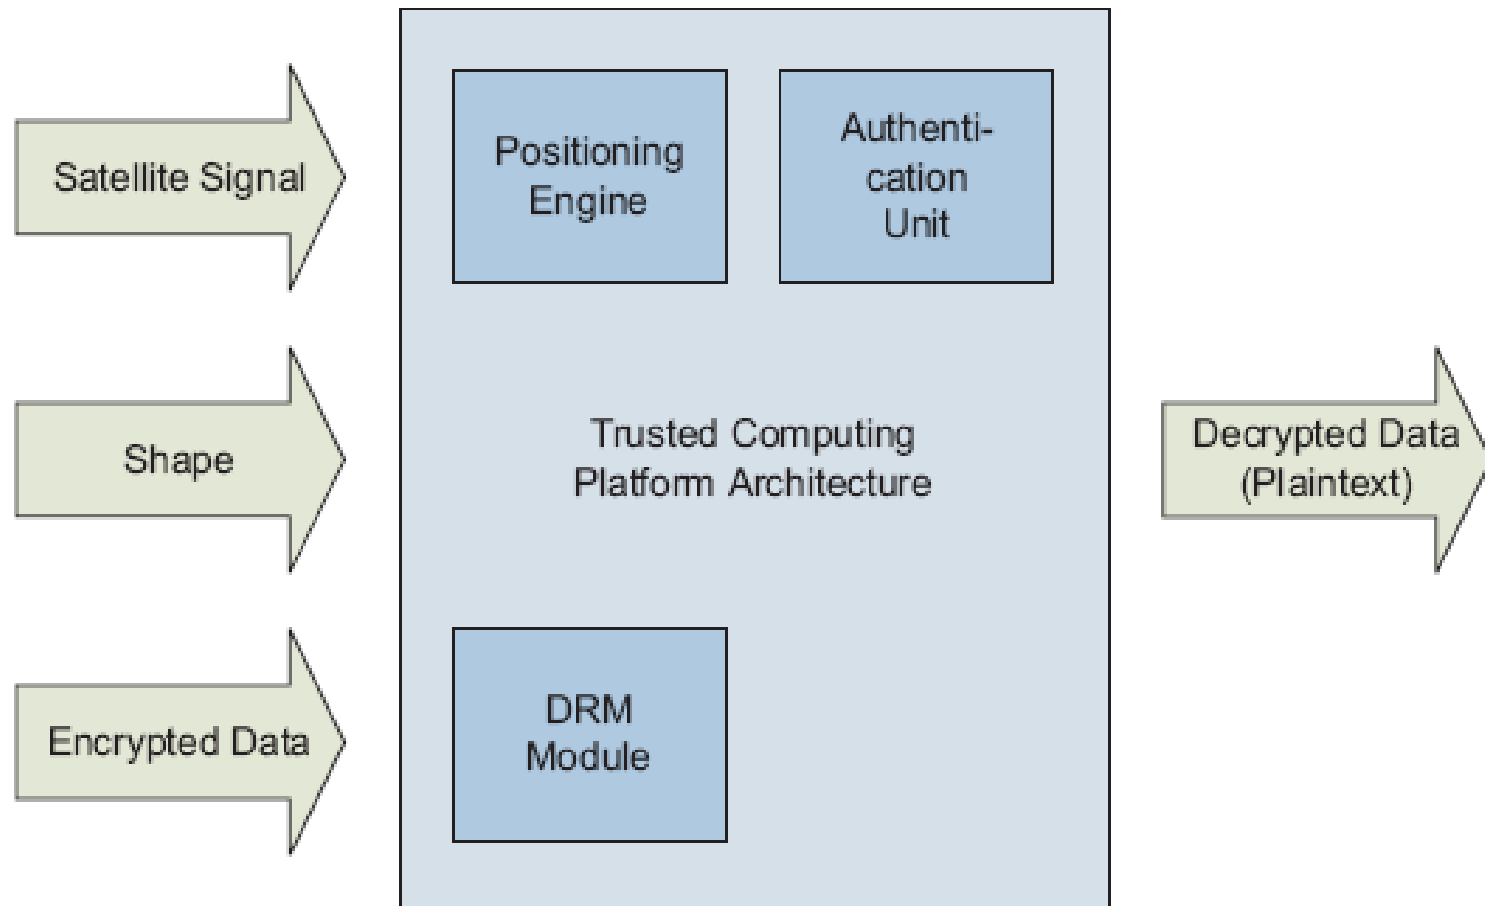 Satellite Signal
Positioning
Engine
Authenti-
cation
Unit
Shape
Trusted Computing
Platform Architecture
Decrypted Data
(Plaintext)
Encrypted Data
DRM
Module